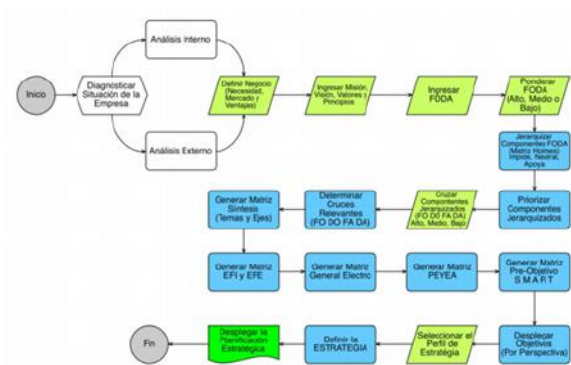 Análisis Interno
Inicio
Diagnosticar
Situación de la
Empresa
Análisis Externo
Definir Negocio
(Necesidad,
Mercado y
Ventajas)
Ingresar Misión,
Visión, Valores y
Principios
Ingresar
FODA
Ponderar
FODA
(Alto, Medio o
Bajo)
Jerarquizar
Componentes FODA
(Matriz Holmes)
Impide, Neutral,
Apoya
Generar Matriz
Síntesis
(Temas y Ejes)
Determinar
Cruces
Relevantes
(FO DO FA DA)
Cruzar
Componentes
Jerarquizados
(FO DO FA DA)
Alto, Medio, Bajo
Priorizar
Componentes
Jerarquizados
Generar Matriz
EFI y EFE
Generar Matriz
General Electric
Generar Matriz
PEYEA
Generar Matriz
Pre-Objetivo
S M A R T
Fin
Desplegar la
Planificación
Estratégica
Definir la
ESTRATEGIA
Seleccionar el
Perfil de
Estratégia
Desplegar
Objetivos
(Por Perspectiva)